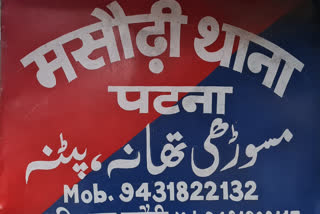 मसौढ़ी थाना
पटना
مسوڑھی تھانہ، پٹنہ
Mob. 9431822132